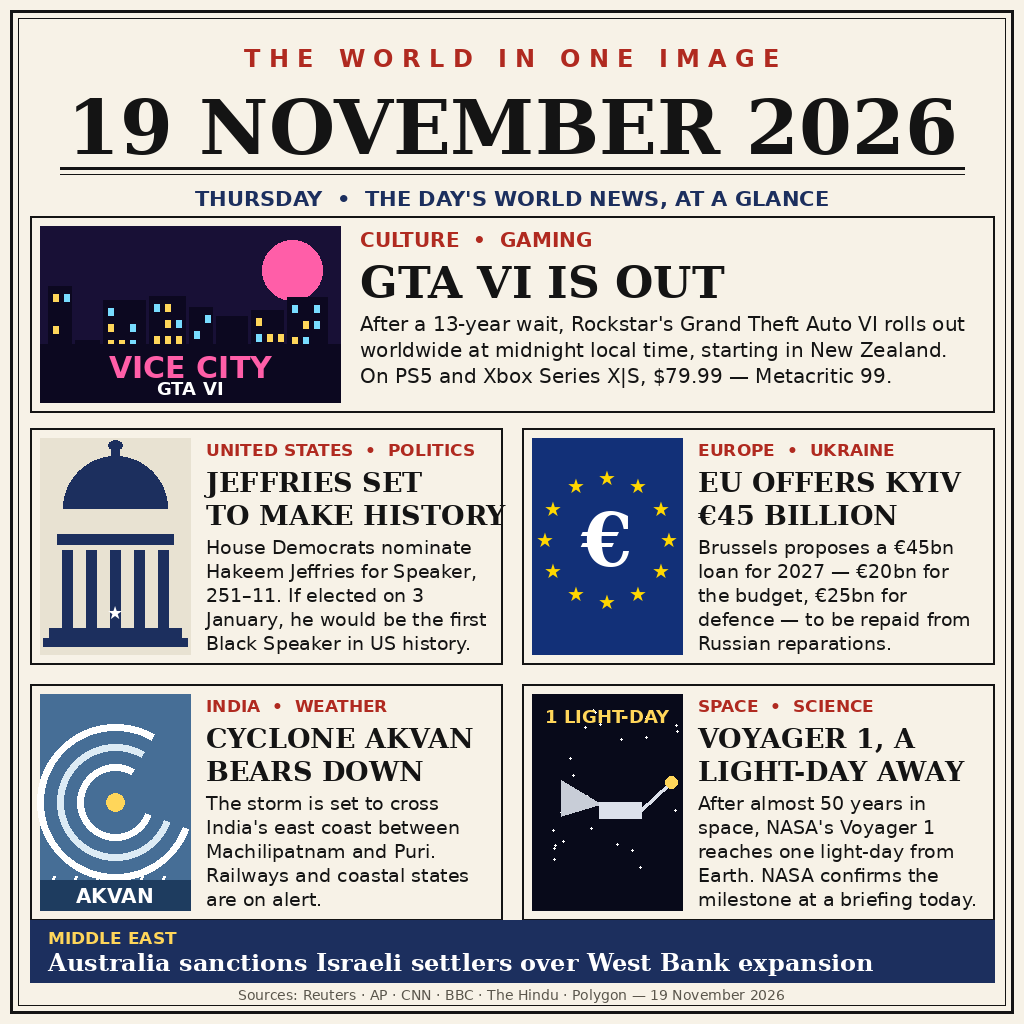 THE WORLD IN ONE IMAGE
19 NOVEMBER 2026
THURSDAY • THE DAY'S WORLD NEWS, AT A GLANCE
VICE CITY
GTA VI
CULTURE • GAMING
GTA VI IS OUT
After a 13-year wait, Rockstar's Grand Theft Auto VI rolls out
worldwide at midnight local time, starting in New Zealand.
On PS5 and Xbox Series X|S, $79.99 — Metacritic 99.
UNITED STATES • POLITICS
JEFFRIES SET
TO MAKE HISTORY
House Democrats nominate
Hakeem Jeffries for Speaker,
251–11. If elected on 3
January, he would be the first
Black Speaker in US history.
€
EUROPE • UKRAINE
EU OFFERS KYIV
€45 BILLION
Brussels proposes a €45bn
loan for 2027 — €20bn for
the budget, €25bn for
defence — to be repaid from
Russian reparations.
AKVAN
INDIA • WEATHER
CYCLONE AKVAN
BEARS DOWN
The storm is set to cross
India's east coast between
Machilipatnam and Puri.
Railways and coastal states
are on alert.
1 LIGHT-DAY
SPACE • SCIENCE
VOYAGER 1, A
LIGHT-DAY AWAY
After almost 50 years in
space, NASA's Voyager 1
reaches one light-day from
Earth. NASA confirms the
milestone at a briefing today.
MIDDLE EAST
Australia sanctions Israeli settlers over West Bank expansion
Sources: Reuters · AP · CNN · BBC · The Hindu · Polygon — 19 November 2026